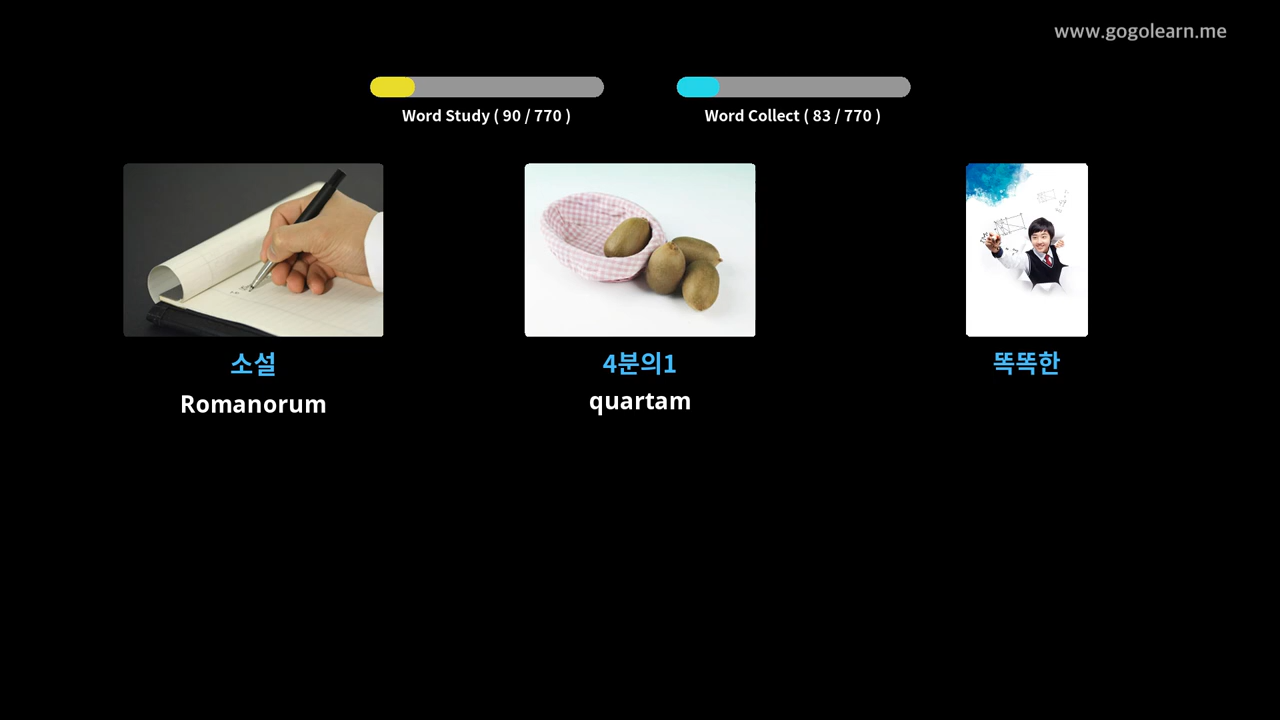 www.gogolearn.me
Word Study ( 90 / 770 )
Word Collect ( 83 / 770 )
소설
Romanorum
4분의1
quartam
똑똑한